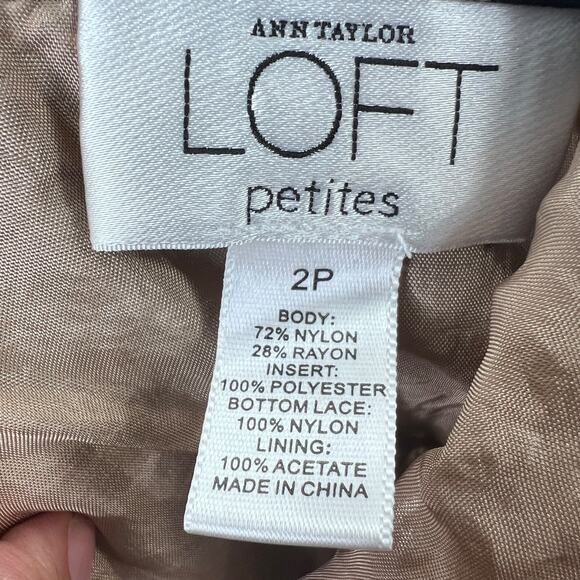 ANN TAYLOR
LOFT
petites
2P
BODY:
72% NYLON
28% RAYON
INSERT:
100% POLYESTER
BOTTOM LACE:
100% NYLON
LINING:
100% ACETATE
MADE IN CHINA